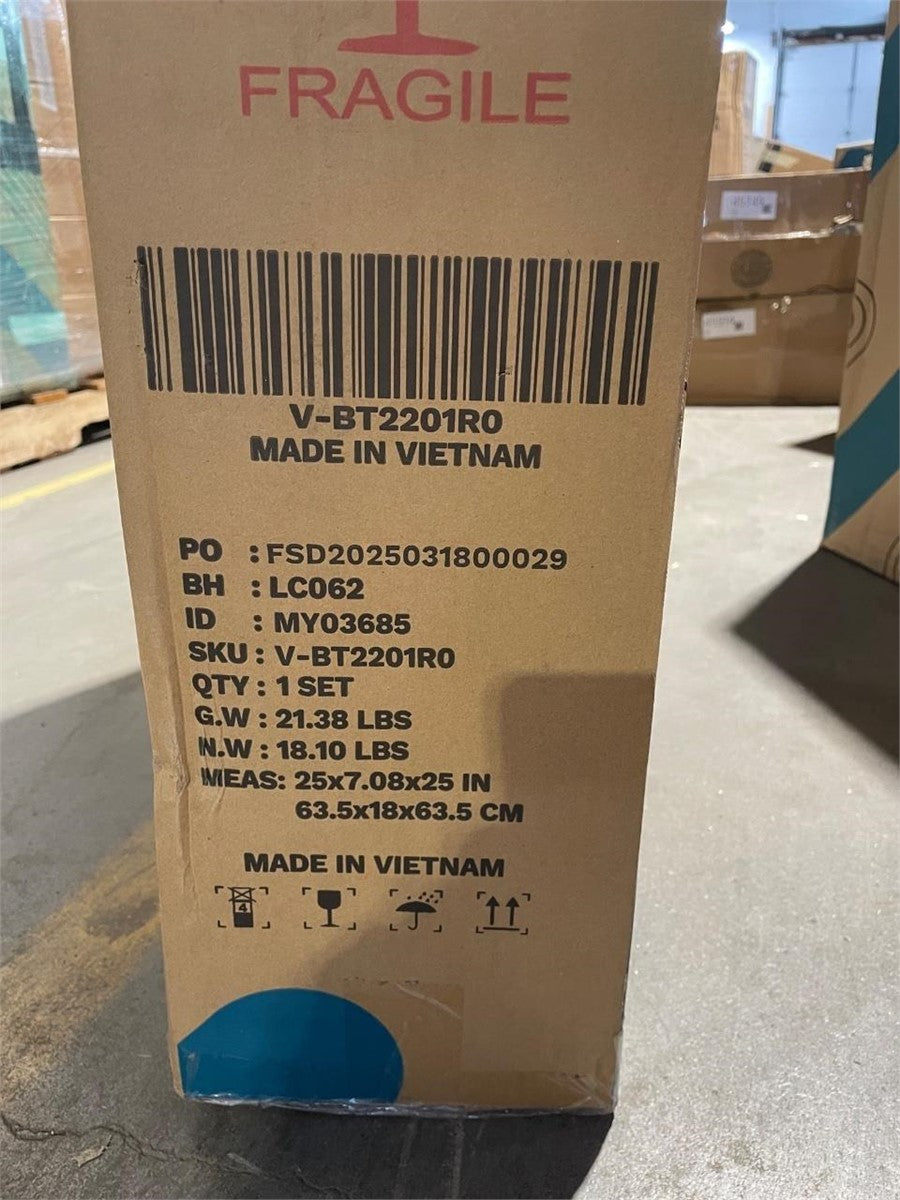 FRAGILE
V-BT2201R0
MADE IN VIETNAM
PO : FSD2025031800029
BH : LC062
ID : MY03685
SKU : V-BT2201R0
QTY : 1 SET
G.W : 21.38 LBS
N.W : 18.10 LBS
MEAS: 25x7.08x25 IN
63.5x18x63.5 CM
MADE IN VIETNAM
4